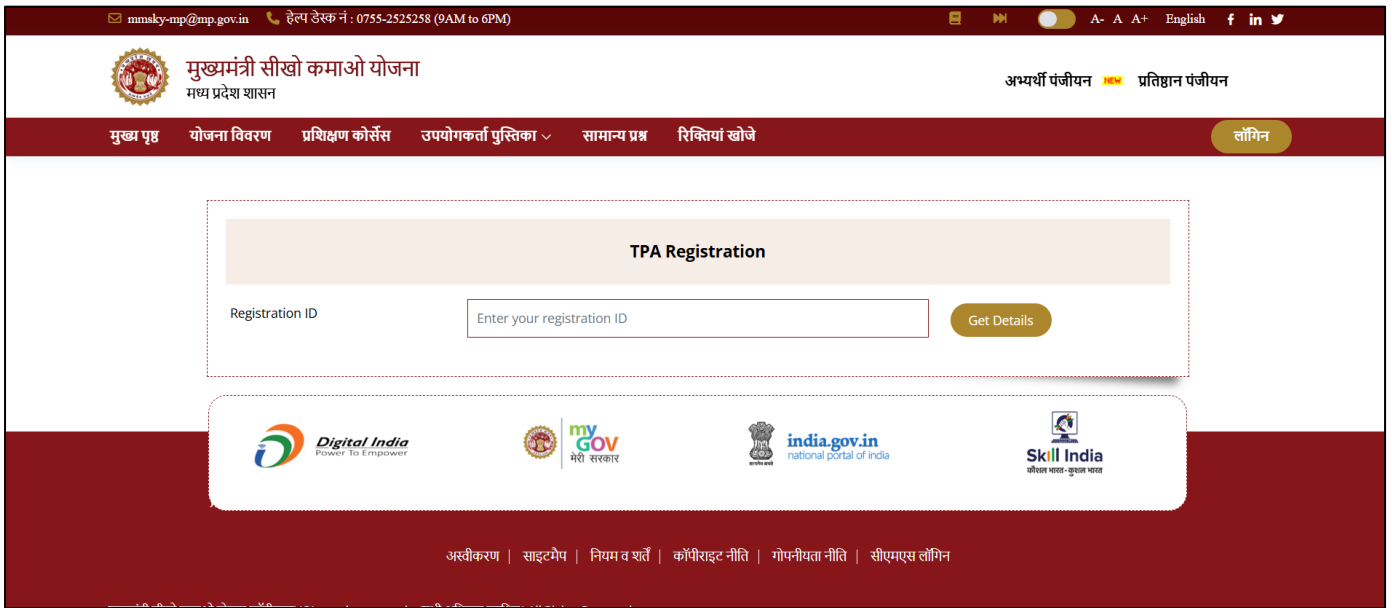 mmsky-mp@mp.gov.in हेल्प डेस्क नं : 0755-2525258 (9AM to 6PM) A- A A+ English
मुख्यमंत्री सीखो कमाओ योजना
मध्य प्रदेश शासन
अभ्यर्थी पंजीयन NEW प्रतिष्ठान पंजीयन
मुख्य पृष्ठ योजना विवरण प्रशिक्षण कोर्सेस उपयोगकर्ता पुस्तिका सामान्य प्रश्न रिक्तियां खोजे लॉगिन
TPA Registration
Registration ID Enter your registration ID Get Details
Digital India
Power To Empower
my
GOV
मेरी सरकार
सत्यमेव जयते
india.gov.in
national portal of india
Skill India
कौशल भारत-कुशल भारत
अस्वीकरण | साइटमैप | नियम व शर्तें | कॉपीराइट नीति | गोपनीयता नीति | सीएमएस लॉगिन